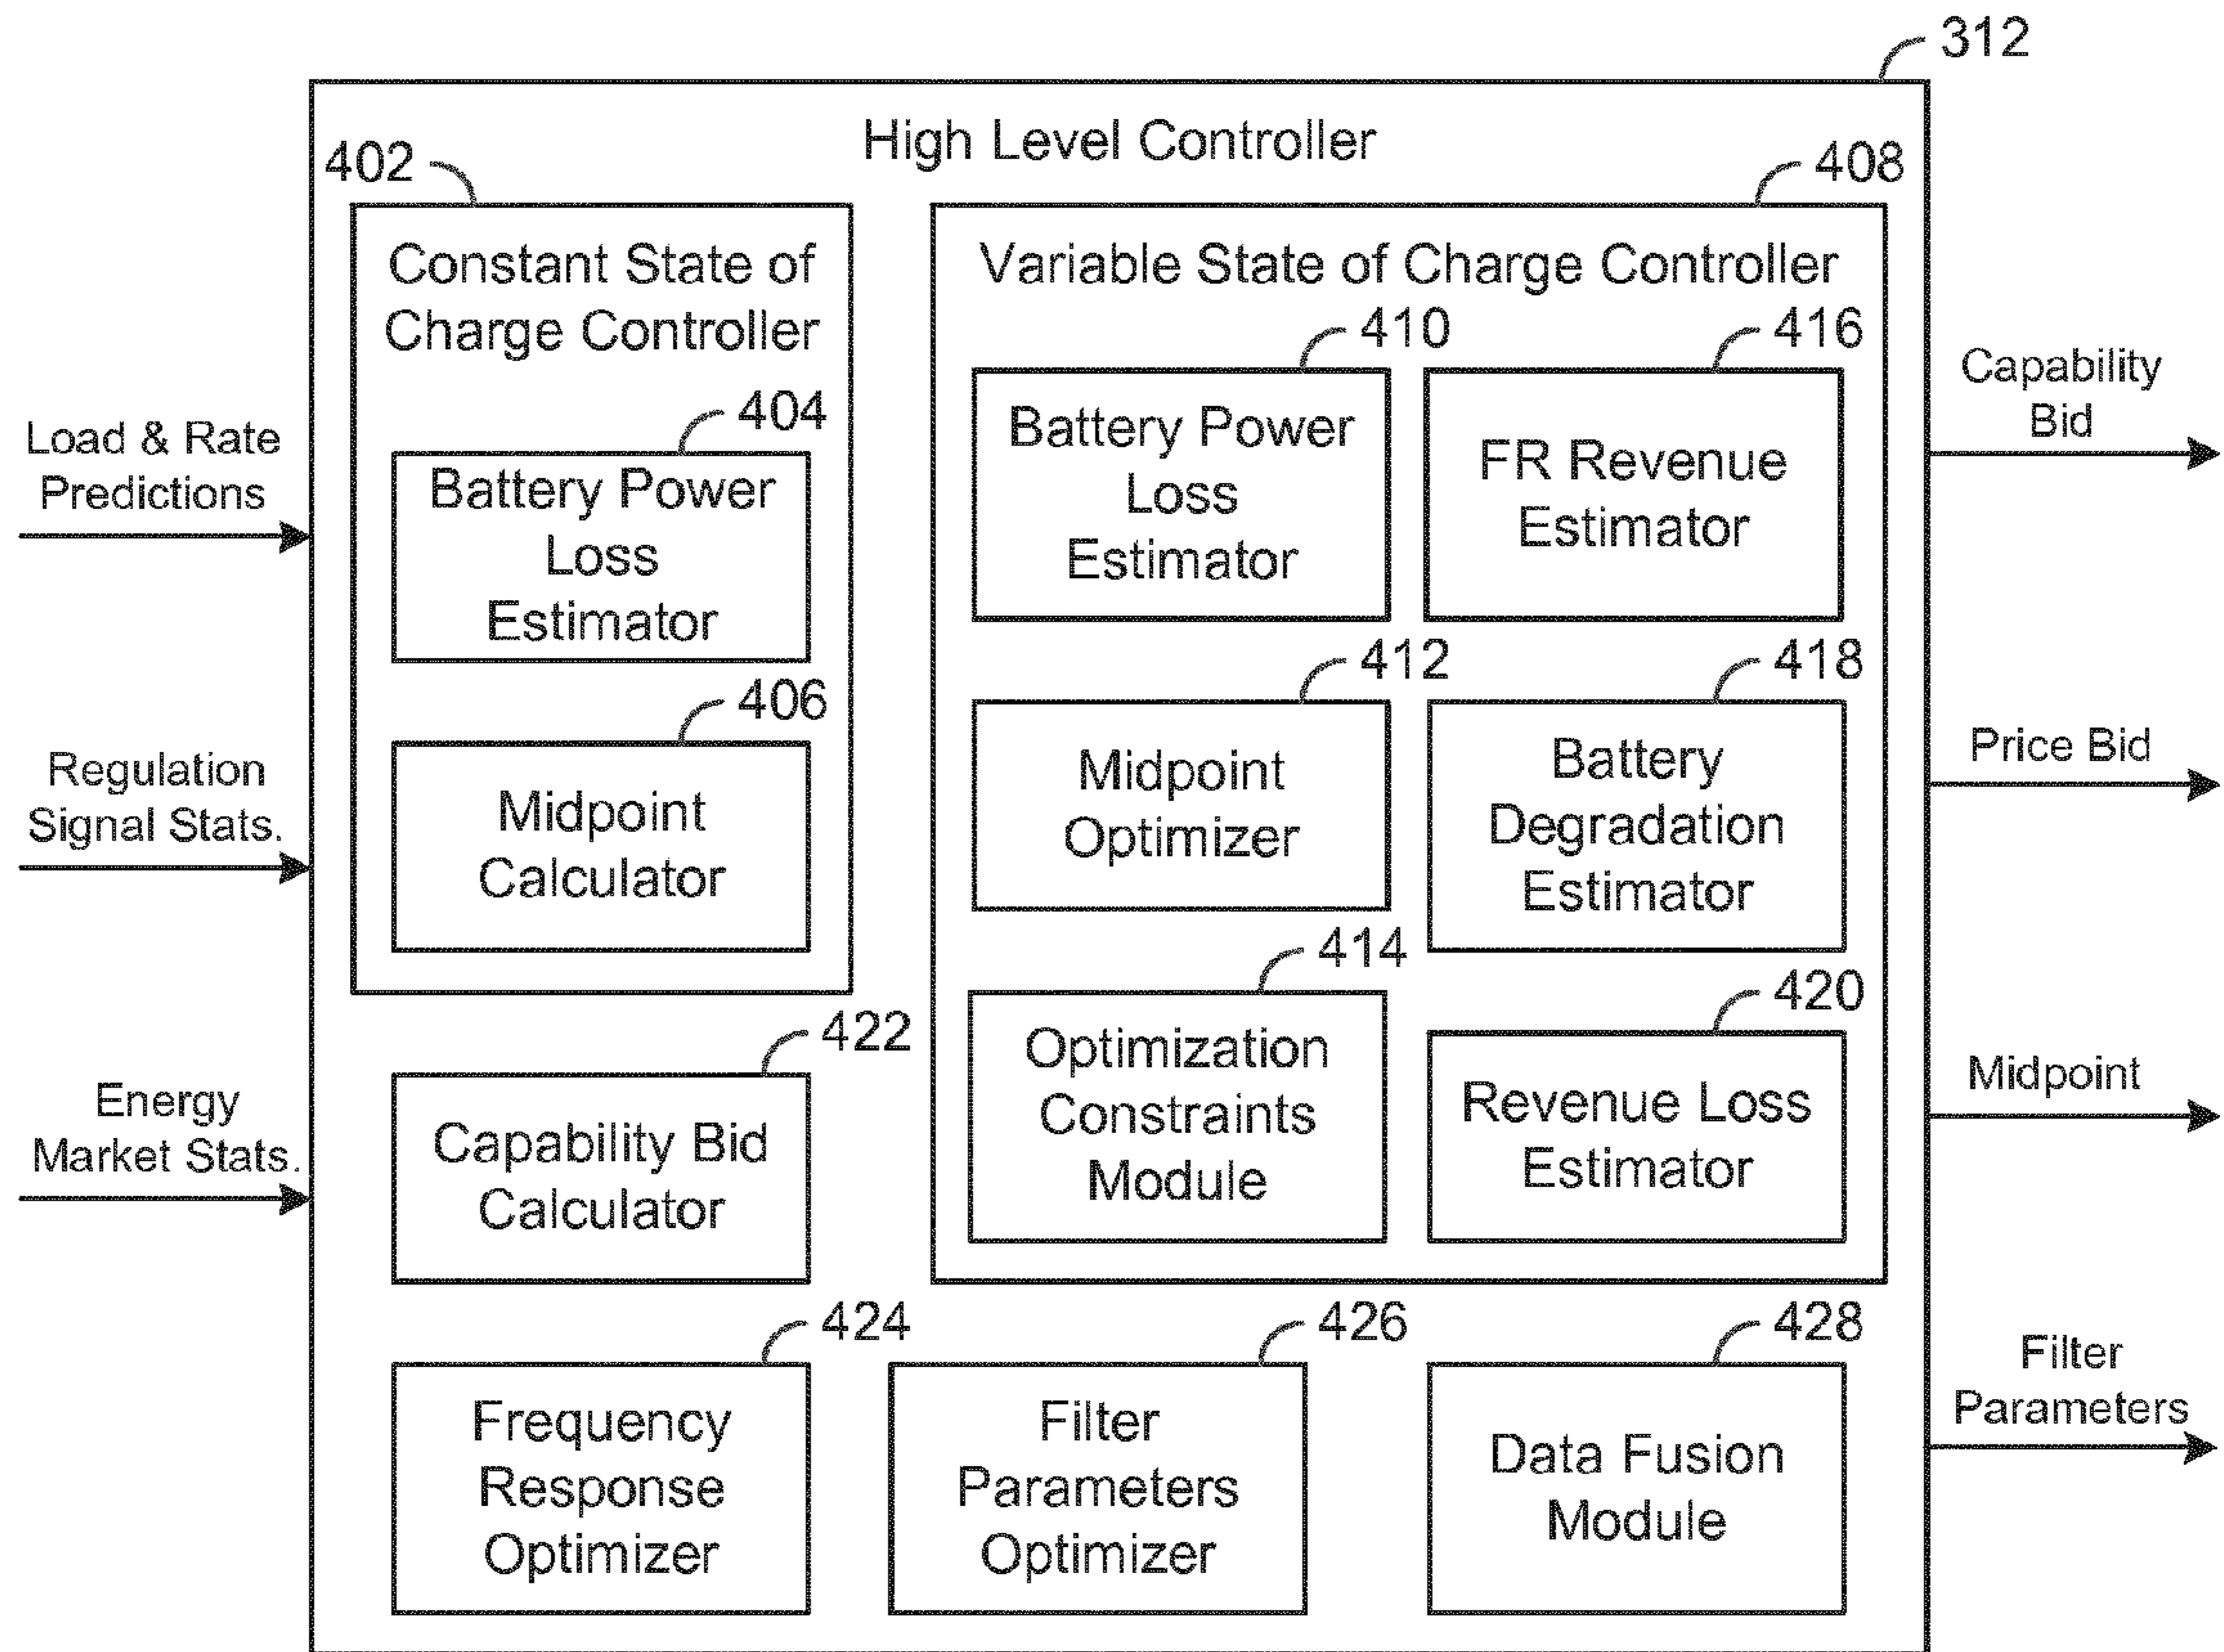 312
High Level Controller
402
408
Constant State of
Charge Controller
404
Battery Power
Loss
Estimator
406
Midpoint
Calculator
Variable State of Charge Controller
410
Battery Power
Loss
Estimator
416
FR Revenue
Estimator
412
Midpoint
Optimizer
418
Battery
Degradation
Estimator
414
Optimization
Constraints
Module
420
Revenue Loss
Estimator
422
Capability Bid
Calculator
424
Frequency
Response
Optimizer
426
Filter
Parameters
Optimizer
428
Data Fusion
Module
Load & Rate
Predictions
Regulation
Signal Stats.
Energy
Market Stats.
Capability
Bid
Price Bid
Midpoint
Filter
Parameters